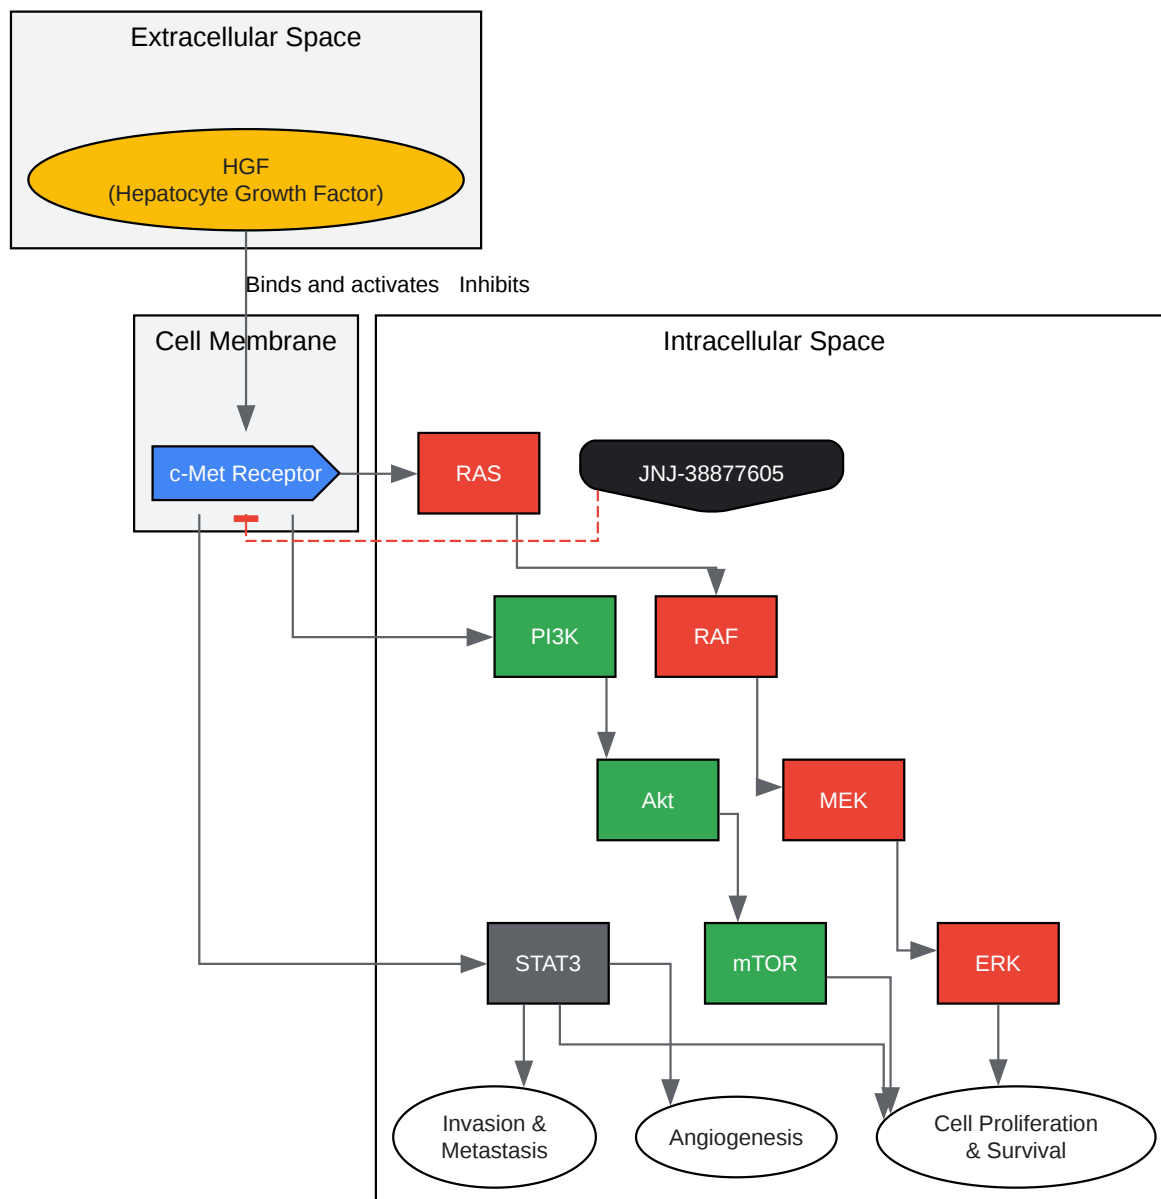 Extracellular Space
HGF
(Hepatocyte Growth Factor)
Binds and activates
Inhibits
Cell Membrane
Intracellular Space
c-Met Receptor
RAS
JNJ-38877605
PI3K
RAF
Akt
MEK
STAT3
mTOR
ERK
Invasion &
Metastasis
Angiogenesis
Cell Proliferation
& Survival